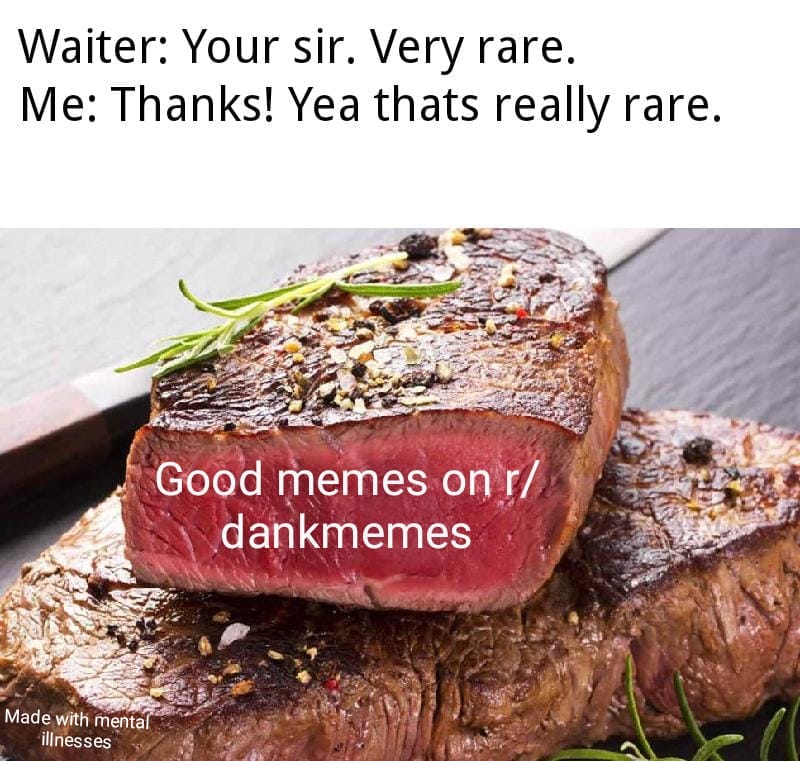 Waiter: Your sir. Very rare.
Me: Thanks! Yea thats really rare.
Good memes on r/
dankmemes
Made with mental
illnesses